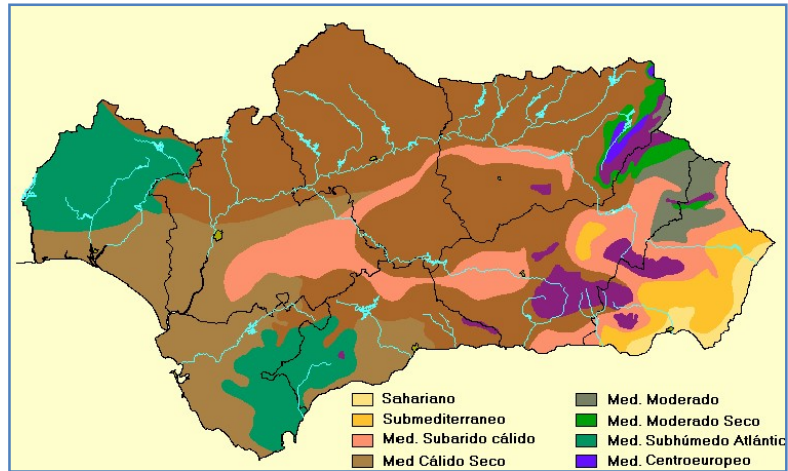 Sahariano
Submediterraneo
Med. Subarido cálido
Med Cálido Seco
Med. Moderado
Med. Moderado Seco
Med. Subhúmedo Atlántic
Med. Centroeuropeo